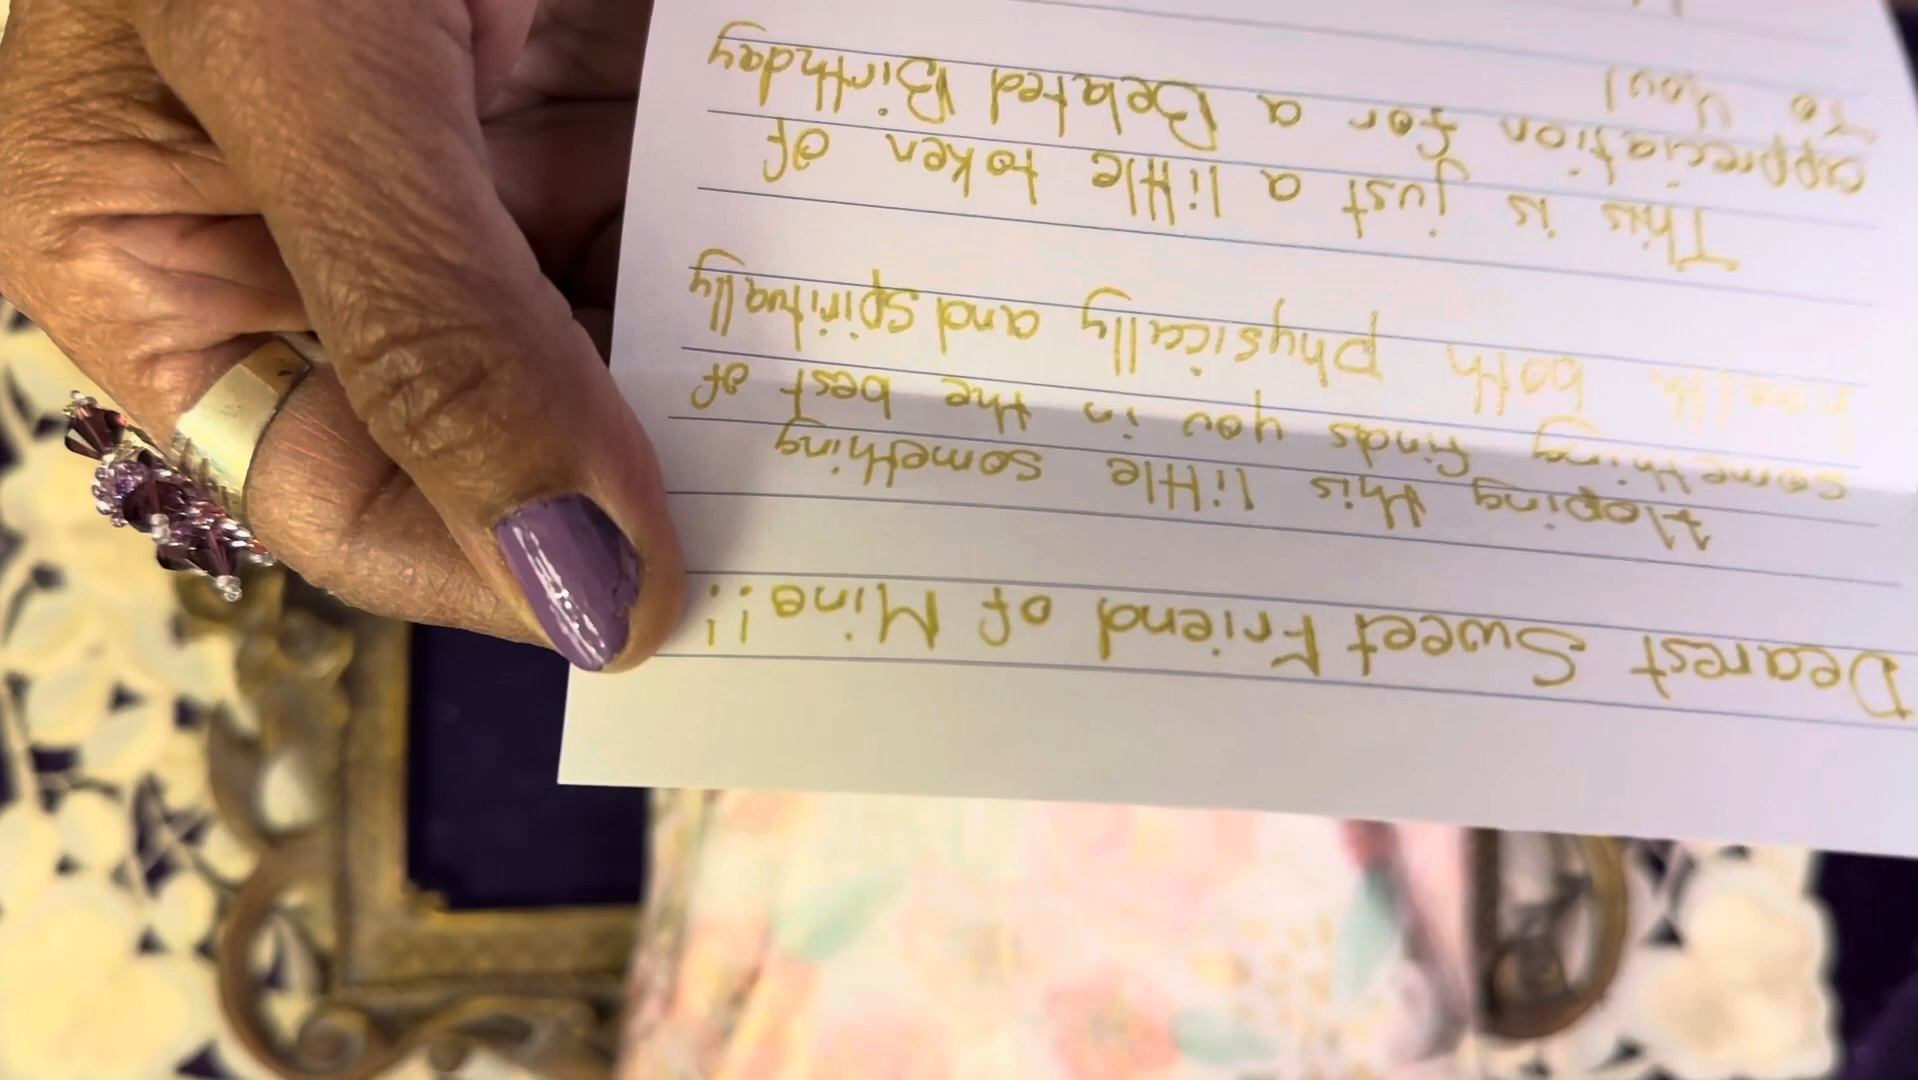 Dearest Sweet Friend of Mine!!
Hoping this little something
something finds you in the best of
health both physically and spiritually
This is just a little token of
appreciation for a Belated Birthday
To You!